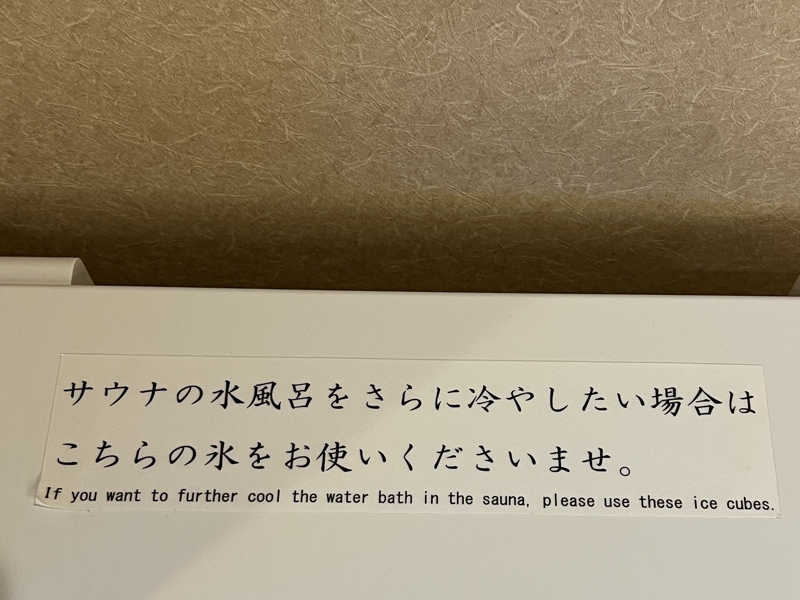 サウナの水風呂をさらに冷やしたい場合は
こちらの氷をお使いくださいませ。
If you want to further cool the water bath in the sauna, please use these ice cubes.